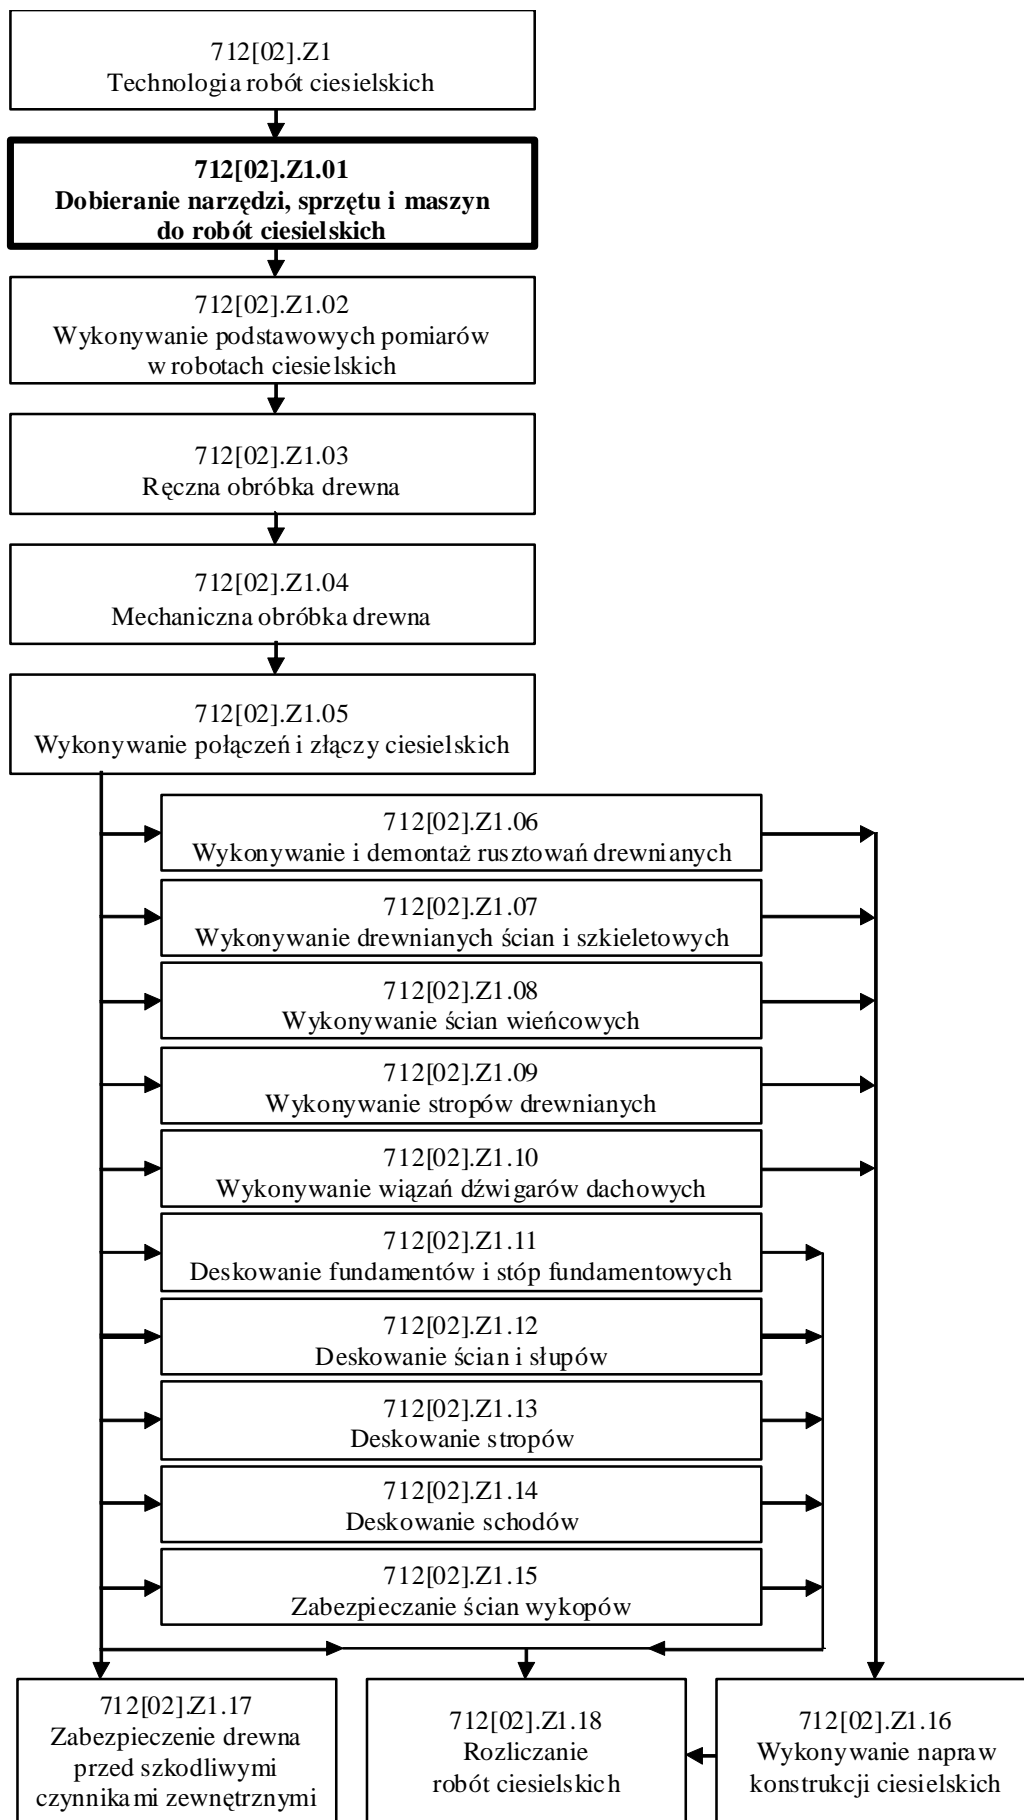 712[02].Z1
Technologia robót ciesielskich
712[02].Z1.01
Dobieranie narzędzi, sprzętu i maszyn
do robót ciesielskich
712[02].Z1.02
Wykonywanie podstawowych pomiarów
w robotach ciesielskich
712[02].Z1.03
Ręczna obróbka drewna
712[02].Z1.04
Mechaniczna obróbka drewna
712[02].Z1.05
Wykonywanie połączeń i złączy ciesielskich
712[02].Z1.06
Wykonywanie i demontaż rusztowań drewnianych
712[02].Z1.07
Wykonywanie drewnianych ścian i szkieletowych
712[02].Z1.08
Wykonywanie ścian wieńcowych
712[02].Z1.09
Wykonywanie stropów drewnianych
712[02].Z1.10
Wykonywanie wiązań dźwigarów dachowych
712[02].Z1.11
Deskowanie fundamentów i stóp fundamentowych
712[02].Z1.12
Deskowanie ścian i słupów
712[02].Z1.13
Deskowanie stropów
712[02].Z1.14
Deskowanie schodów
712[02].Z1.15
Zabezpieczanie ścian wykopów
712[02].Z1.17
Zabezpieczenie drewna
przed szkodliwymi
czynnikami zewnętrznymi
712[02].Z1.18
Rozliczanie
robót ciesielskich
712[02].Z1.16
Wykonywanie napraw
konstrukcji ciesielskich